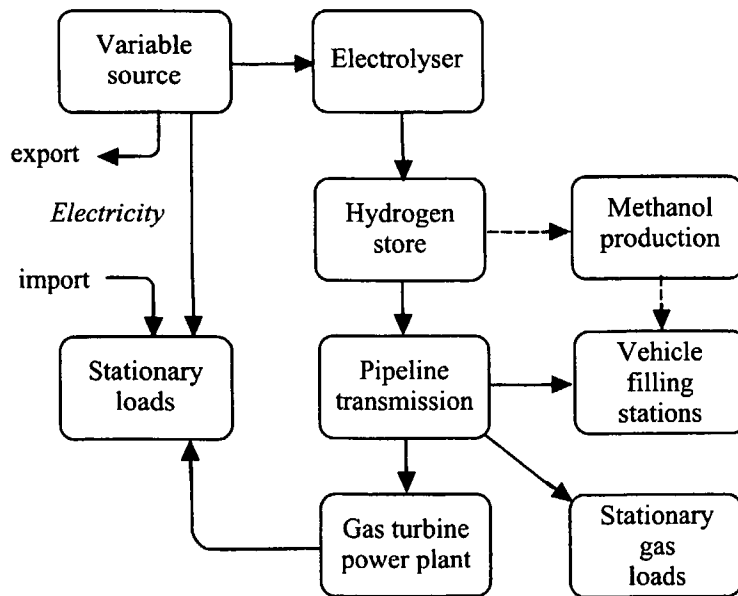 Variable
source
Electrolyser
export
Electricity
Hydrogen
store
Methanol
production
import
Stationary
loads
Pipeline
transmission
Vehicle
filling
stations
Gas turbine
power plant
Stationary
gas
loads